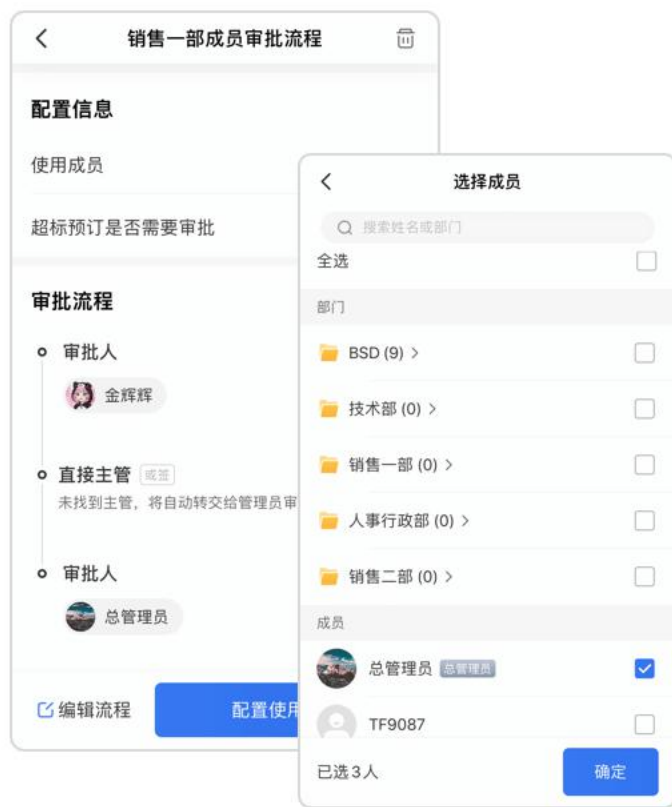 销售一部成员审批流程
配置信息
使用成员
超标预订是否需要审批
审批流程
审批人
金辉辉
直接主管 或签
未找到主管，将自动转交给管理员审
审批人
总管理员
编辑流程
配置使用
选择成员
搜索姓名或部门
全选
部门
BSD (9) >
技术部 (0) >
销售一部 (0) >
人事行政部 (0) >
销售二部 (0) >
成员
总管理员 总管理员
TF9087
已选3人
确定